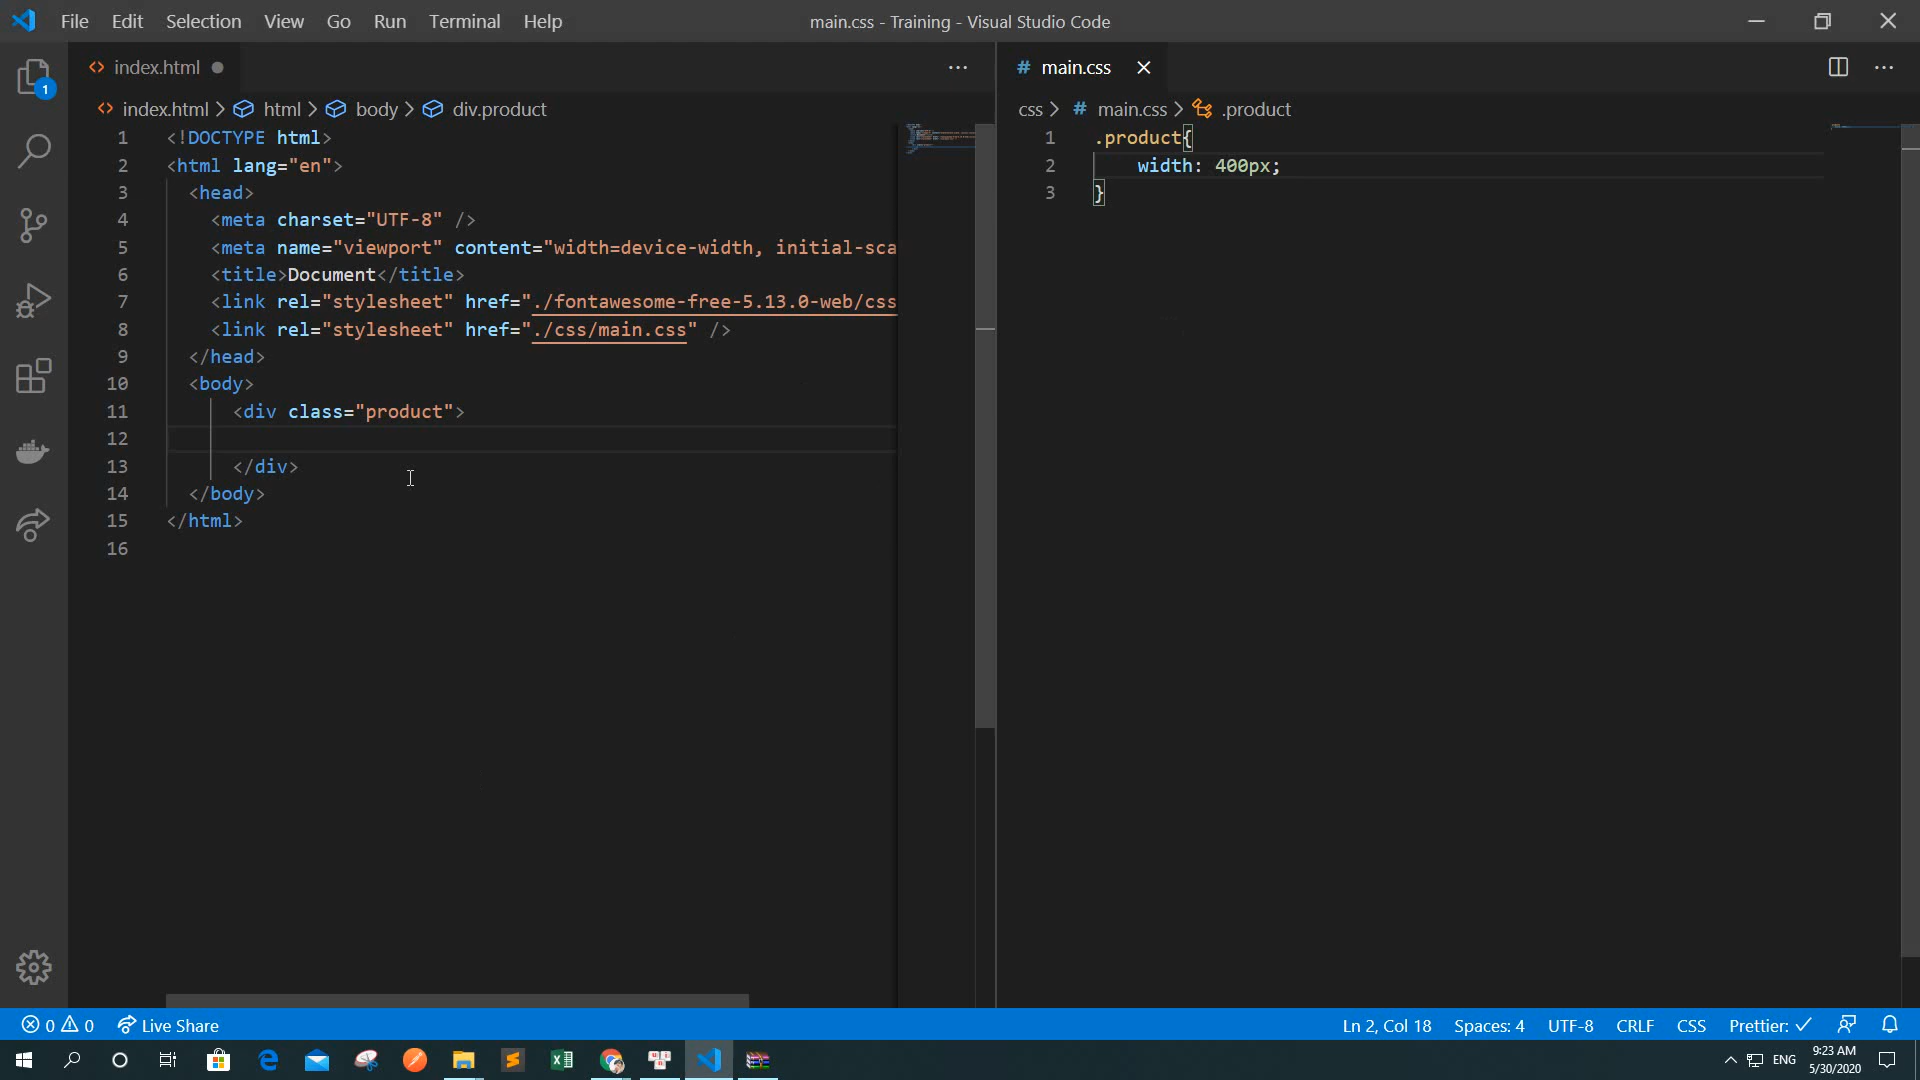 File Edit Selection View Go Run Terminal Help
main.css - Training - Visual Studio Code
1
index.html
index.html > html > body > div.product
1 <!DOCTYPE html>
2 <html lang="en">
3 <head>
4 <meta charset="UTF-8" />
5 <meta name="viewport" content="width=device-width, initial-sca
6 <title>Document</title>
7 <link rel="stylesheet" href="./fontawesome-free-5.13.0-web/css
8 <link rel="stylesheet" href="./css/main.css" />
9 </head>
10 <body>
11 <div class="product">
12
13 </div>
14 </body>
15 </html>
16
# main.css
css > # main.css > .product
1 .product{
2 width: 400px;
3 }
0 0 Live Share
Ln 2, Col 18 Spaces: 4 UTF-8 CRLF CSS Prettier: ✓
ENG
9:23 AM
5/30/2020